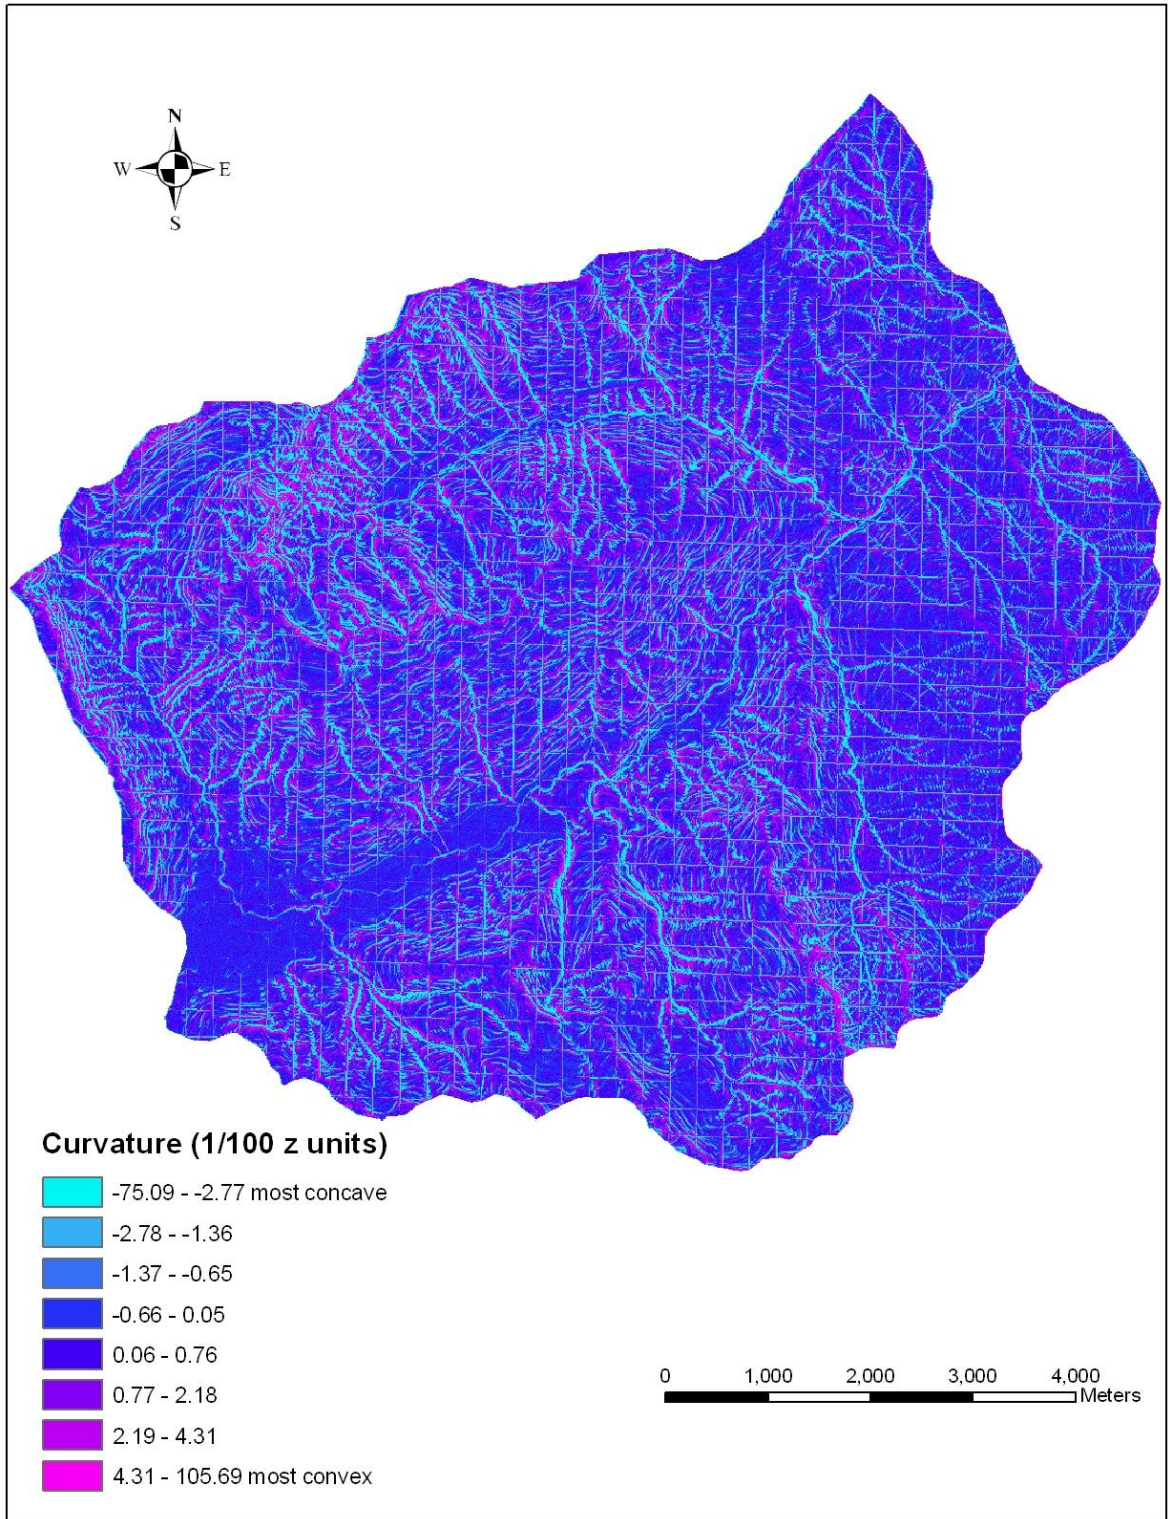 N
W E
S
Curvature (1/100 z units)
-75.09 - -2.77 most concave
-2.78 - -1.36
-1.37 - -0.65
-0.66 - 0.05
0.06 - 0.76
0.77 - 2.18
2.19 - 4.31
4.31 - 105.69 most convex
0 1,000 2,000 3,000 4,000
Meters